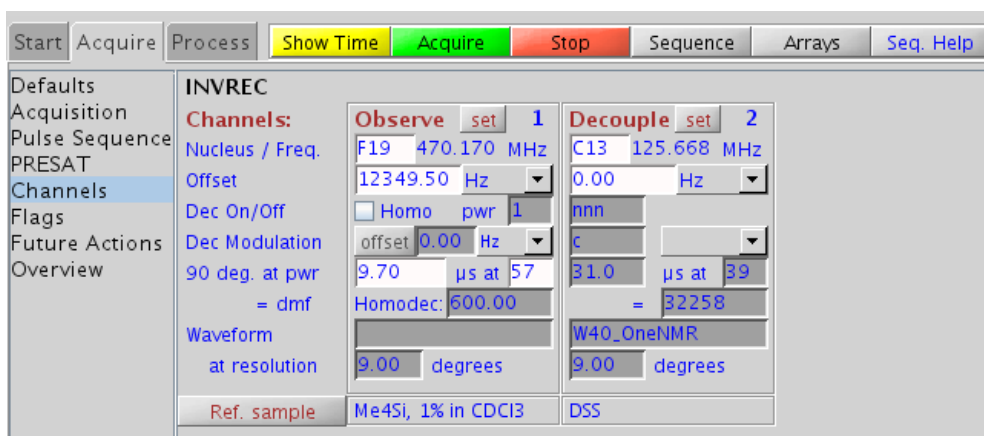 Start Acquire Process Show Time Acquire Stop Sequence Arrays Seq. Help
Defaults
Acquisition
Pulse Sequence
PRESAT
Channels
Flags
Future Actions
Overview
INVREC
Channels: Observe set 1 Decouple set 2
Nucleus / Freq. F19 470.170 MHz C13 125.668 MHz
Offset 12349.50 Hz 0.00 Hz
Dec On/Off Homo pwr 1 nnn
Dec Modulation offset 0.00 Hz c
90 deg. at pwr 9.70 µs at 57 31.0 µs at 39
= dmf Homodec: 600.00 = 32258
Waveform W40_OneNMR
at resolution 9.00 degrees 9.00 degrees
Ref. sample Me4Si, 1% in CDCl3 DSS